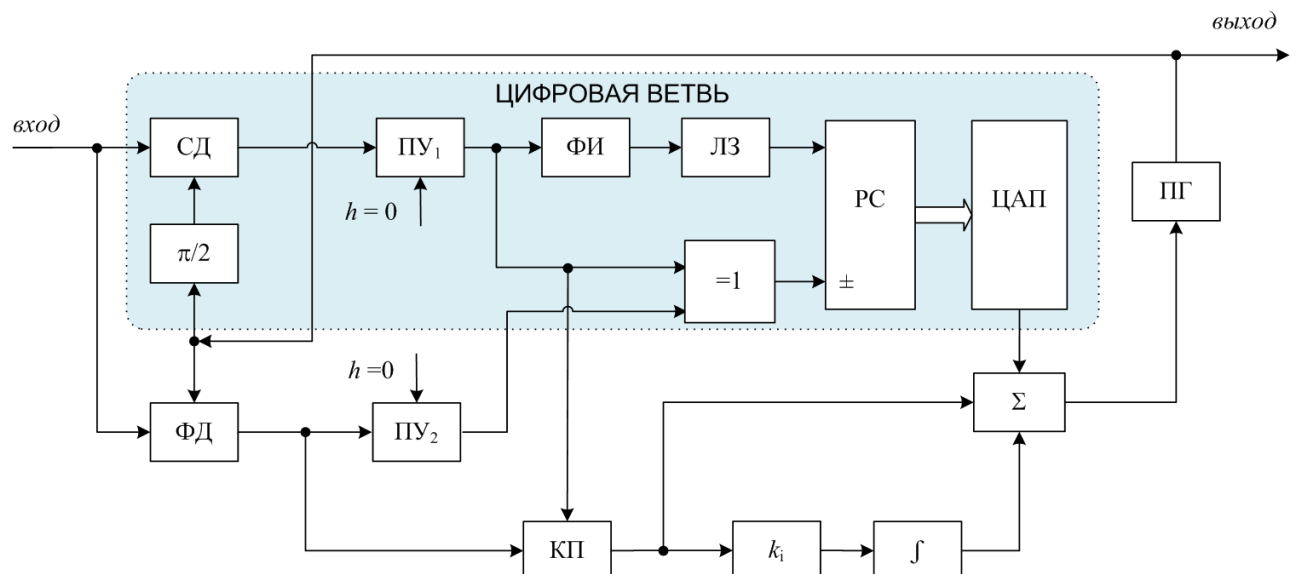 выход
ЦИФРОВАЯ ВЕТВЬ
вход
СД
ПУ₁
ФИ
ЛЗ
РС
ЦАП
ПГ
h = 0
π/2
=1
±
h =0
ФД
ПУ₂
Σ
КП
kᵢ
∫